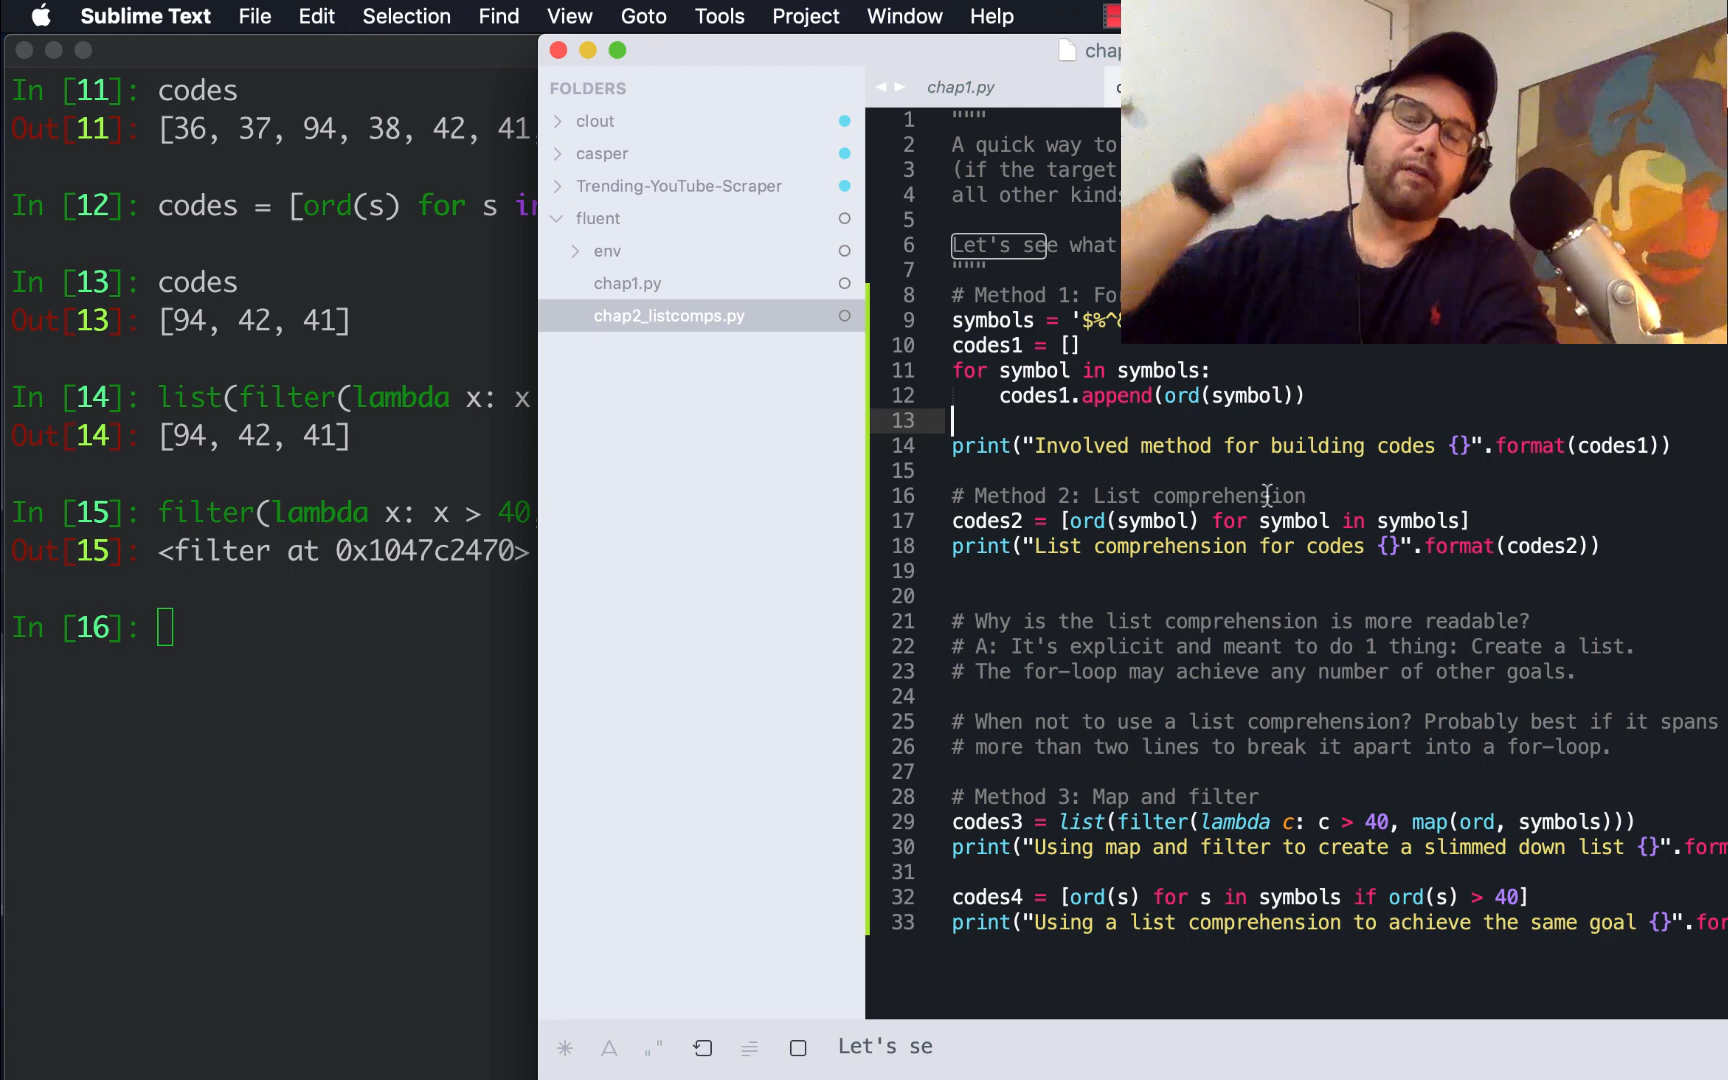 Sublime Text File Edit Selection Find View Goto Tools Project Window Help
In [11]: codes
Out[11]: [36, 37, 94, 38, 42, 41
In [12]: codes = [ord(s) for s in
In [13]: codes
Out[13]: [94, 42, 41]
In [14]: list(filter(lambda x: x
Out[14]: [94, 42, 41]
In [15]: filter(lambda x: x > 40
Out[15]: <filter at 0x1047c2470>
In [16]:
FOLDERS
clout
casper
Trending-YouTube-Scraper
fluent
env
chap1.py
chap2_listcomps.py
chap
chap1.py
1 """
2 A quick way to
3 (if the target
4 all other kinds
5
6 Let's see what
7 """
8 # Method 1: Fo
9 symbols = '$%^&
10 codes1 = []
11 for symbol in symbols:
12 codes1.append(ord(symbol))
13
14 print("Involved method for building codes {}".format(codes1))
15
16 # Method 2: List comprehension
17 codes2 = [ord(symbol) for symbol in symbols]
18 print("List comprehension for codes {}".format(codes2))
19
20
21 # Why is the list comprehension is more readable?
22 # A: It's explicit and meant to do 1 thing: Create a list.
23 # The for-loop may achieve any number of other goals.
24
25 # When not to use a list comprehension? Probably best if it spans
26 # more than two lines to break it apart into a for-loop.
27
28 # Method 3: Map and filter
29 codes3 = list(filter(lambda c: c > 40, map(ord, symbols)))
30 print("Using map and filter to create a slimmed down list {}".form
31
32 codes4 = [ord(s) for s in symbols if ord(s) > 40]
33 print("Using a list comprehension to achieve the same goal {}".for
Let's se